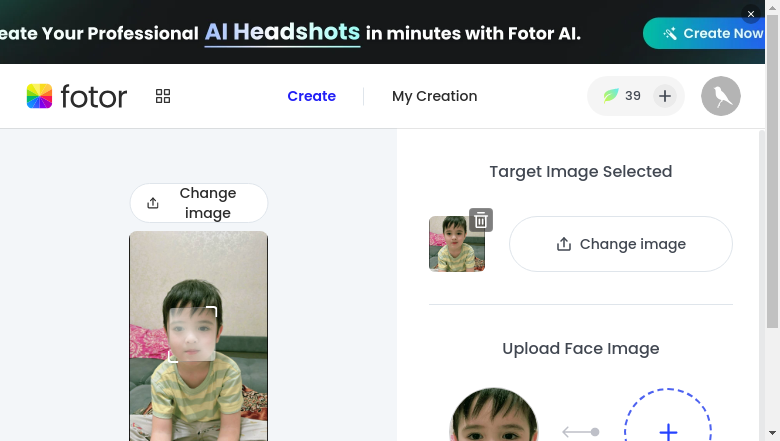 eate Your Professional AI Headshots in minutes with Fotor AI.
Create Now
fotor
Create
My Creation
39
Change
image
Target Image Selected
Change image
Upload Face Image